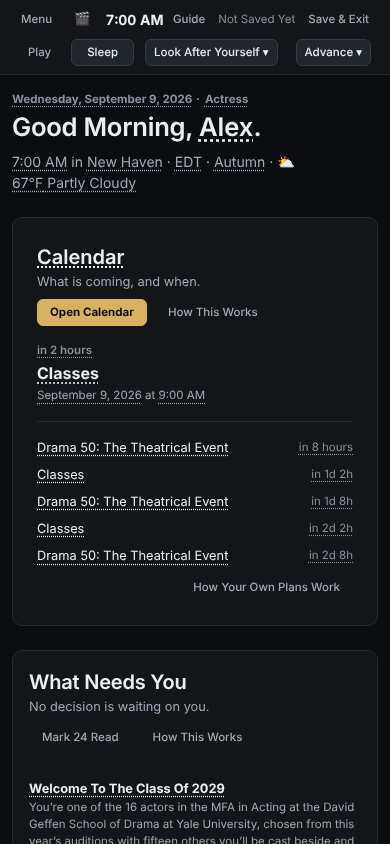 Menu 🎬 7:00 AM Guide Not Saved Yet Save & Exit
Play Sleep Look After Yourself ▾ Advance ▾
Wednesday, September 9, 2026 · Actress
Good Morning, Alex.
7:00 AM in New Haven · EDT · Autumn · ⛅
67°F Partly Cloudy
Calendar
What is coming, and when.
Open Calendar How This Works
in 2 hours
Classes
September 9, 2026 at 9:00 AM
Drama 50: The Theatrical Event in 8 hours
Classes in 1d 2h
Drama 50: The Theatrical Event in 1d 8h
Classes in 2d 2h
Drama 50: The Theatrical Event in 2d 8h
How Your Own Plans Work
What Needs You
No decision is waiting on you.
Mark 24 Read How This Works
Welcome To The Class Of 2029
You're one of the 16 actors in the MFA in Acting at the David
Geffen School of Drama at Yale University, chosen from this
year's auditions with fifteen others you'll be cast beside and